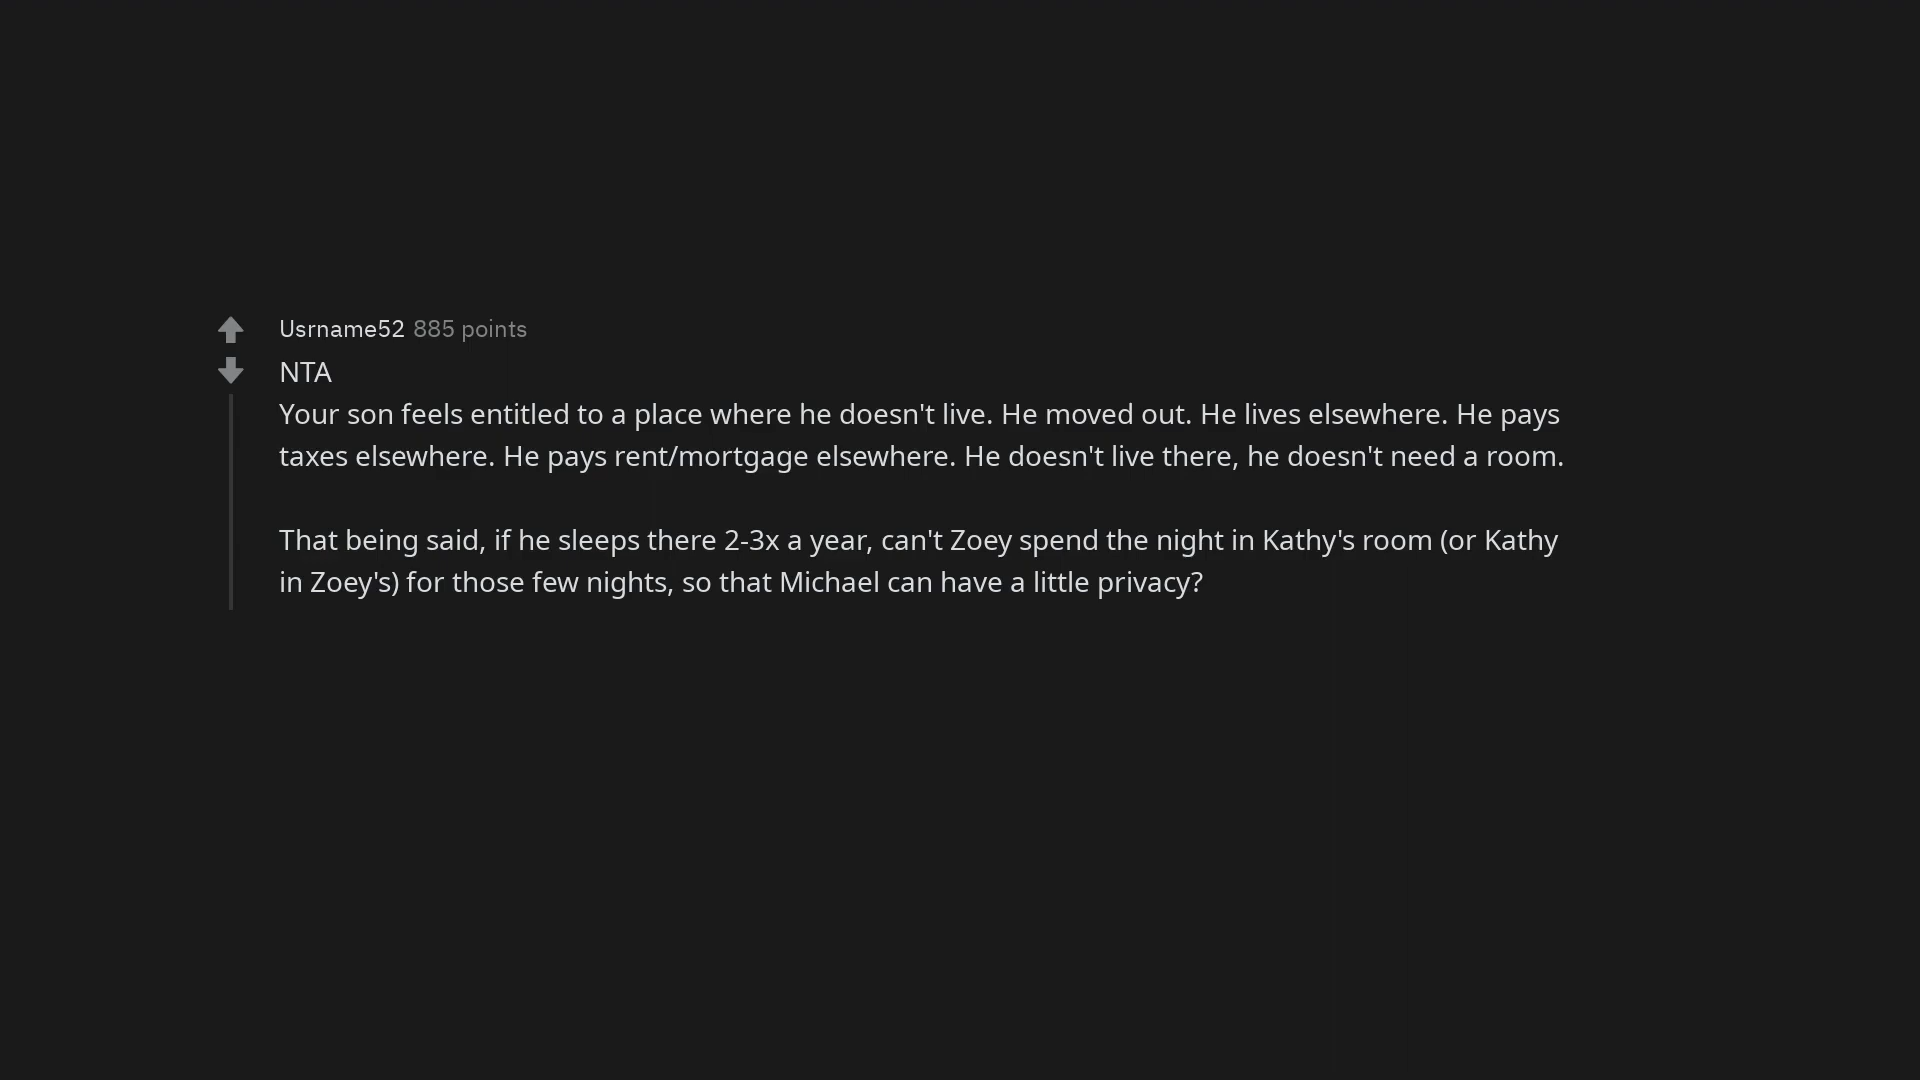 Usrname52 885 points
NTA
Your son feels entitled to a place where he doesn't live. He moved out. He lives elsewhere. He pays
taxes elsewhere. He pays rent/mortgage elsewhere. He doesn't live there, he doesn't need a room.
That being said, if he sleeps there 2-3x a year, can't Zoey spend the night in Kathy's room (or Kathy
in Zoey's) for those few nights, so that Michael can have a little privacy?